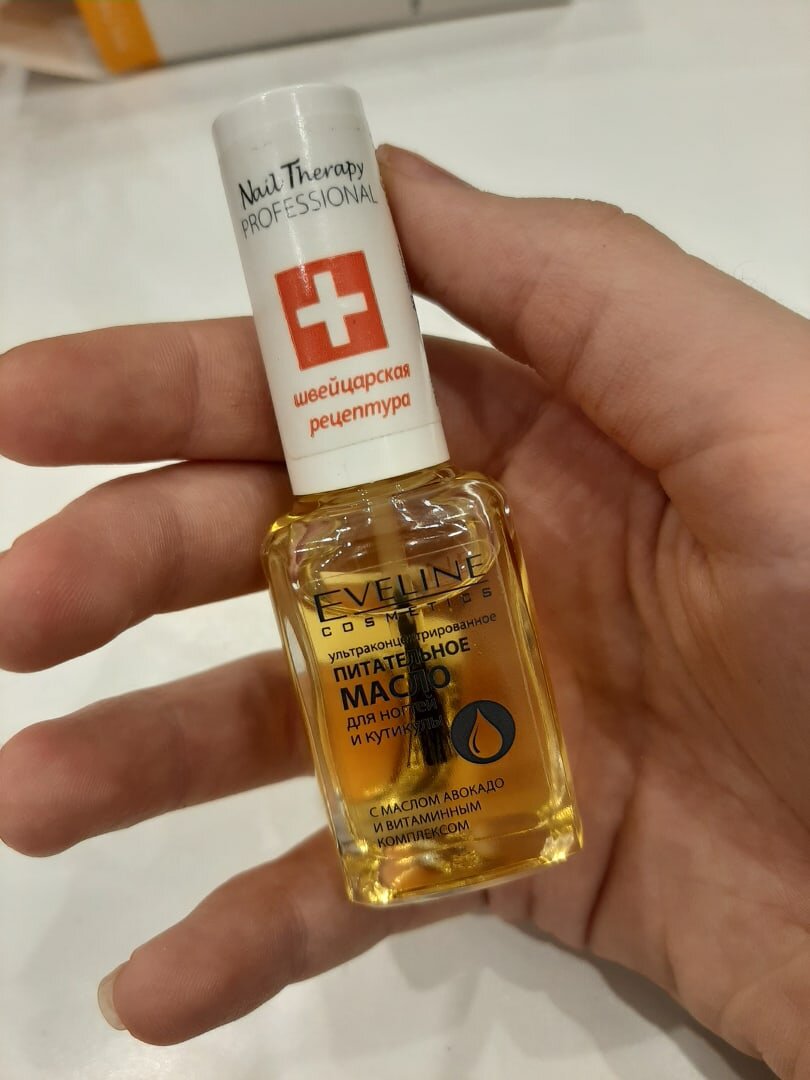 Nail Therapy
PROFESSIONAL
швейцарская
рецептура
EVELINE
COSMETICS
ультраконцентрированное
ПИТАТЕЛЬНОЕ
МАСЛО
для ногтей
и кутикулы
С МАСЛОМ АВОКАДО
И ВИТАМИННЫМ
КОМПЛЕКСОМ